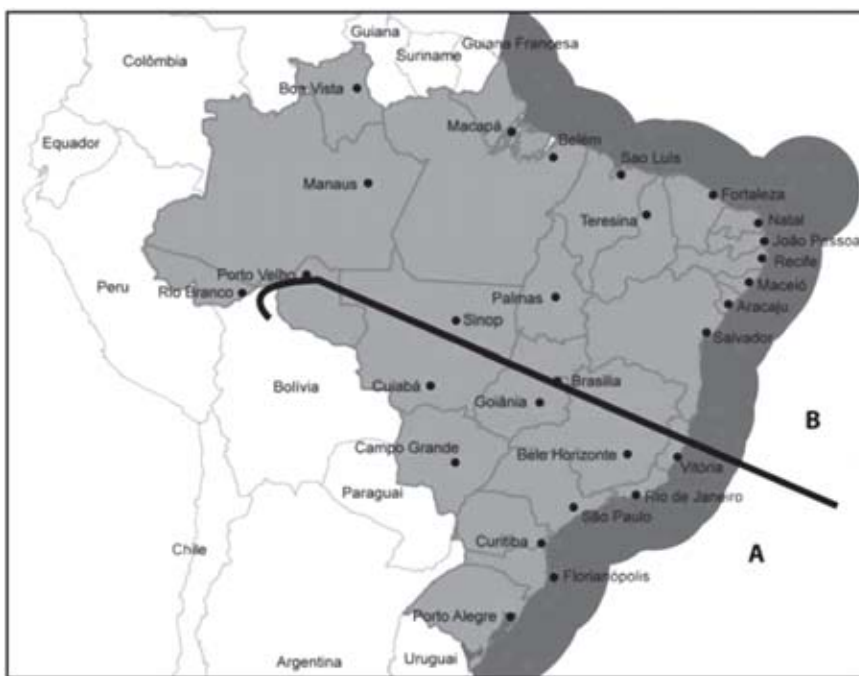 Guiana
Guiana Francesa
Suriname
Colômbia
Boa Vista
Macapá
Equador
Belém
Sao Luís
Manaus
Fortaleza
Teresina
Natal
João Pessoa
Recife
Porto Velho
Maceió
Peru
Rio Branco
Palmas
Aracaju
Sinop
Salvador
Bolívia
Cuiabá
Brasília
Goiânia
B
Campo Grande
Bele Horizonte
Vitória
Paraguai
Rio de Janeiro
São Paulo
Chile
Curitiba
A
Florianópolis
Porto Alegre
Argentina
Uruguai